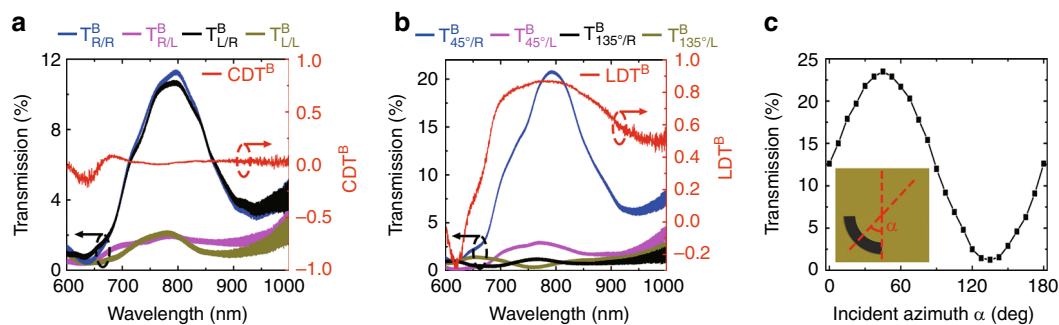 a
T^B_R/R T^B_R/L T^B_L/R T^B_L/L
12
8
4
0
Transmission (%)
600 700 800 900 1000
Wavelength (nm)
CDT^B
1.0
0.5
0.0
−0.5
−1.0
CDT^B
b
T^B_45°/R T^B_45°/L T^B_135°/R T^B_135°/L
20
15
10
5
0
Transmission (%)
600 700 800 900 1000
Wavelength (nm)
LDT^B
1.0
0.8
0.6
0.4
0.2
0.0
−0.2
LDT^B
c
25
20
15
10
5
0
Transmission (%)
α
0 60 120 180
Incident azimuth α (deg)